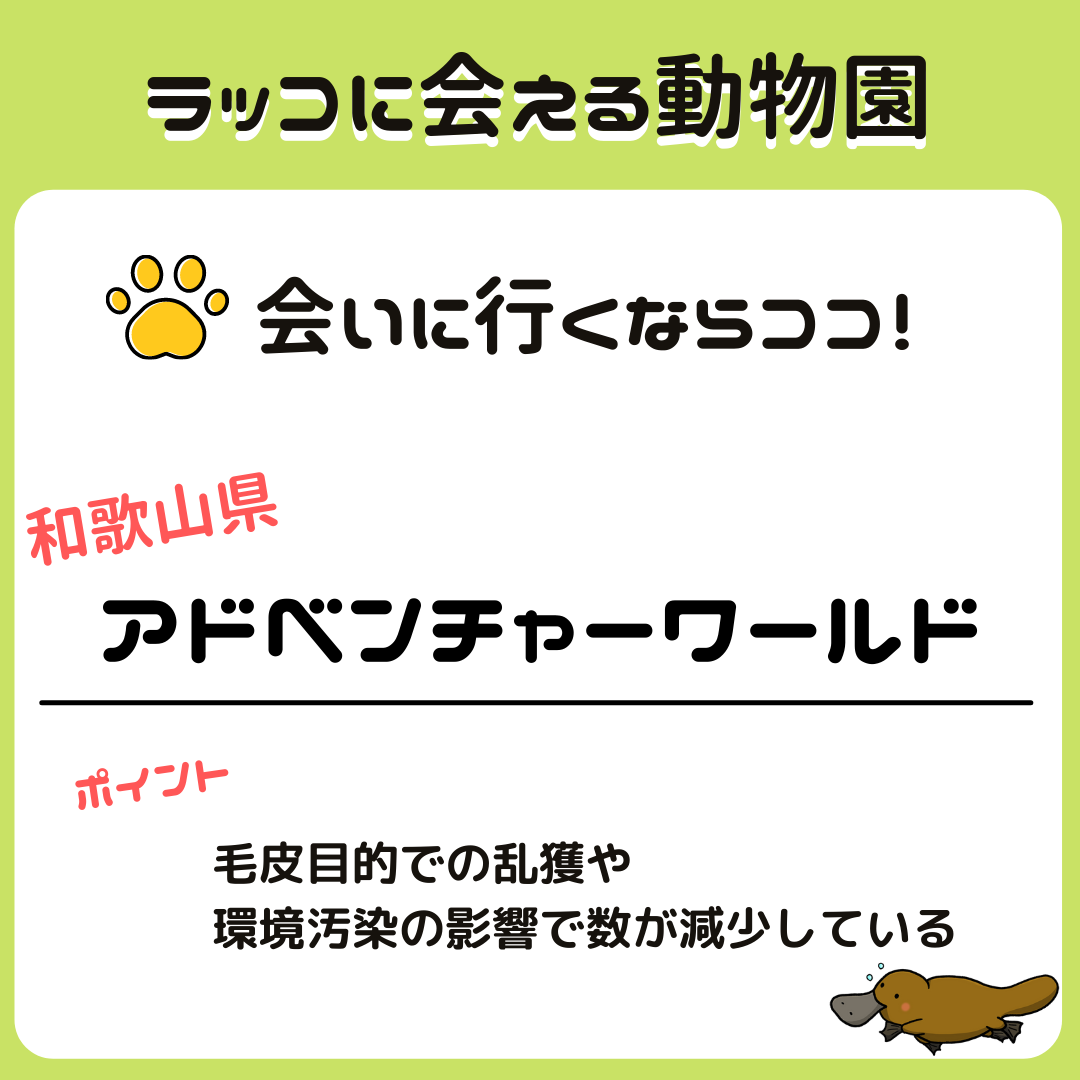 ラッコに会える動物園
会いに行くならココ!
和歌山県
アドベンチャーワールド
ポイント
毛皮目的での乱獲や
環境汚染の影響で数が減少している